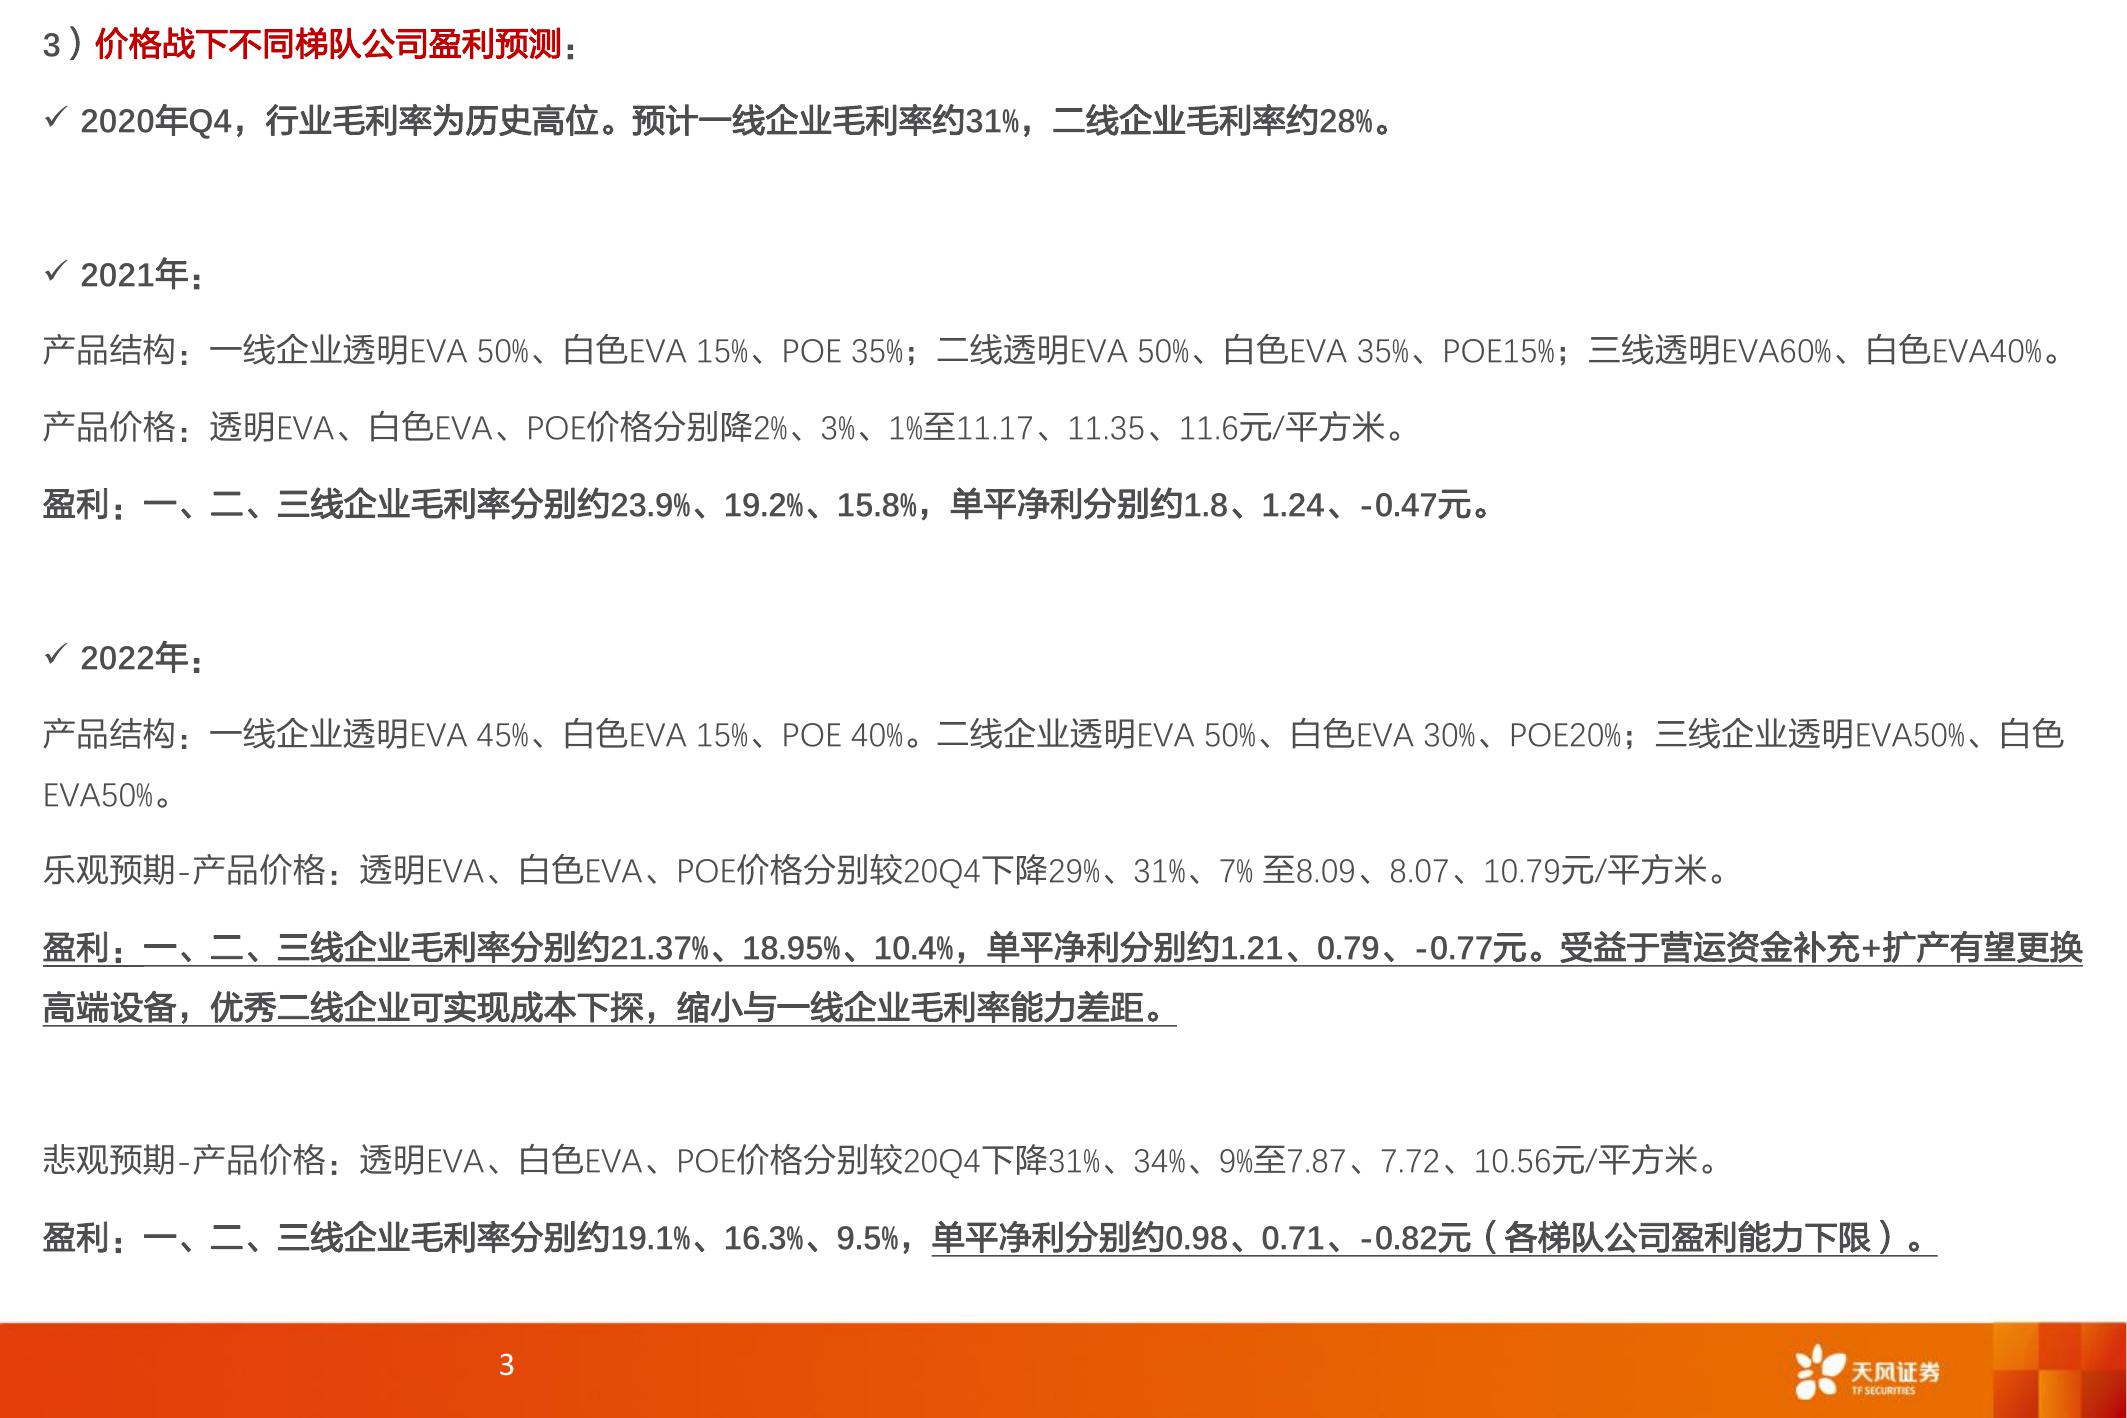 3）价格战下不同梯队公司盈利预测：
✓ 2020年Q4，行业毛利率为历史高位。预计一线企业毛利率约31%，二线企业毛利率约28%。
✓ 2021年：
产品结构：一线企业透明EVA 50%、白色EVA 15%、POE 35%；二线透明EVA 50%、白色EVA 35%、POE15%；三线透明EVA60%、白色EVA40%。
产品价格：透明EVA、白色EVA、POE价格分别降2%、3%、1%至11.17、11.35、11.6元/平方米。
盈利：一、二、三线企业毛利率分别约23.9%、19.2%、15.8%，单平净利分别约1.8、1.24、-0.47元。
✓ 2022年：
产品结构：一线企业透明EVA 45%、白色EVA 15%、POE 40%。二线企业透明EVA 50%、白色EVA 30%、POE20%；三线企业透明EVA50%、白色
EVA50%。
乐观预期-产品价格：透明EVA、白色EVA、POE价格分别较20Q4下降29%、31%、7% 至8.09、8.07、10.79元/平方米。
盈利：一、二、三线企业毛利率分别约21.37%、18.95%、10.4%，单平净利分别约1.21、0.79、-0.77元。受益于营运资金补充+扩产有望更换
高端设备，优秀二线企业可实现成本下探，缩小与一线企业毛利率能力差距。
悲观预期-产品价格：透明EVA、白色EVA、POE价格分别较20Q4下降31%、34%、9%至7.87、7.72、10.56元/平方米。
盈利：一、二、三线企业毛利率分别约19.1%、16.3%、9.5%，单平净利分别约0.98、0.71、-0.82元（各梯队公司盈利能力下限）。
3
天风证券
TF SECURITIES